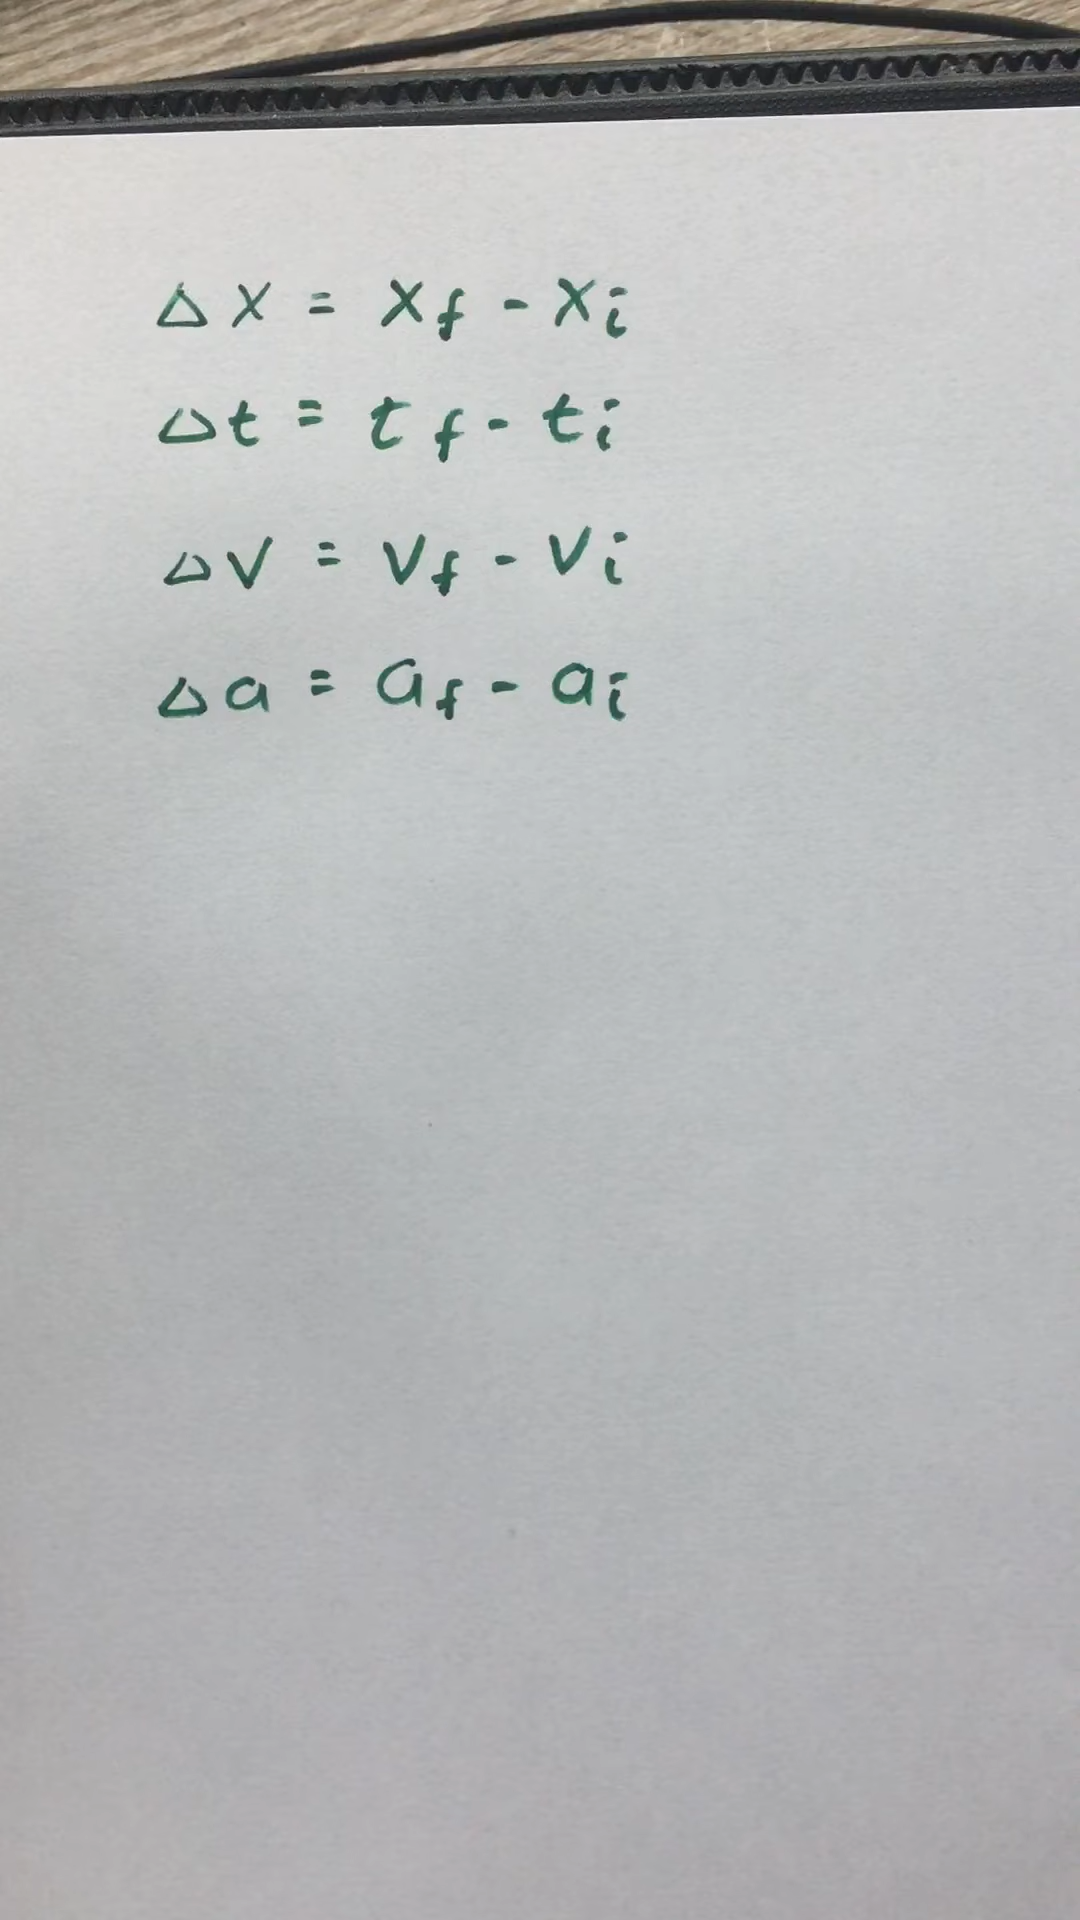 Δx = xf - xi
Δt = tf - ti
Δv = vf - vi
Δa = af - ai